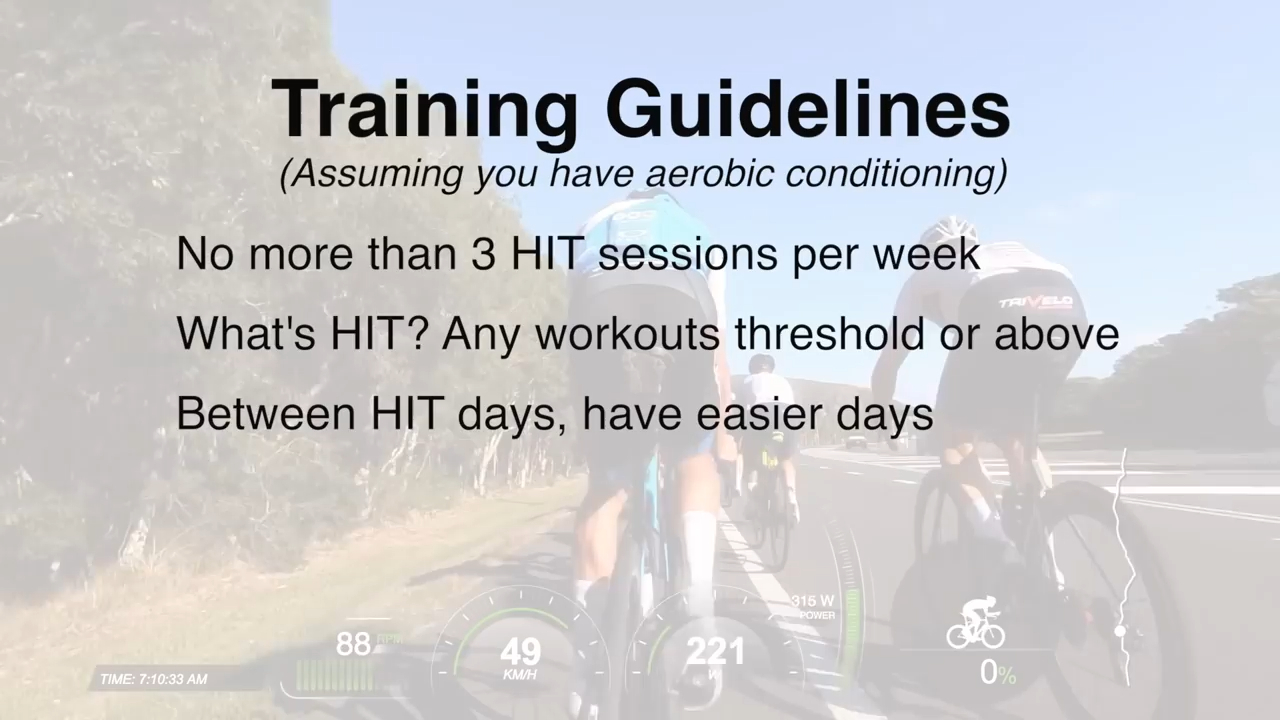 Training Guidelines
(Assuming you have aerobic conditioning)
No more than 3 HIT sessions per week
What's HIT? Any workouts threshold or above
Between HIT days, have easier days
TRIVELO
315 W
POWER
88 RPM
49
KM/H
221
W
0%
TIME: 7:10:33 AM